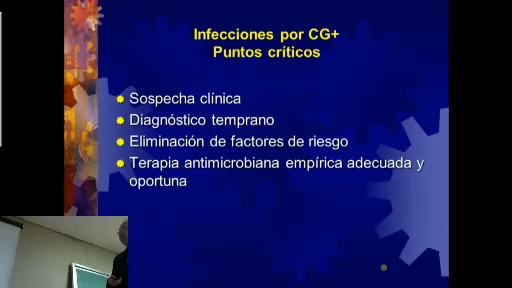 Infecciones por CG+
Puntos críticos
Sospecha clínica
Diagnóstico temprano
Eliminación de factores de riesgo
Terapia antimicrobiana empírica adecuada y
oportuna